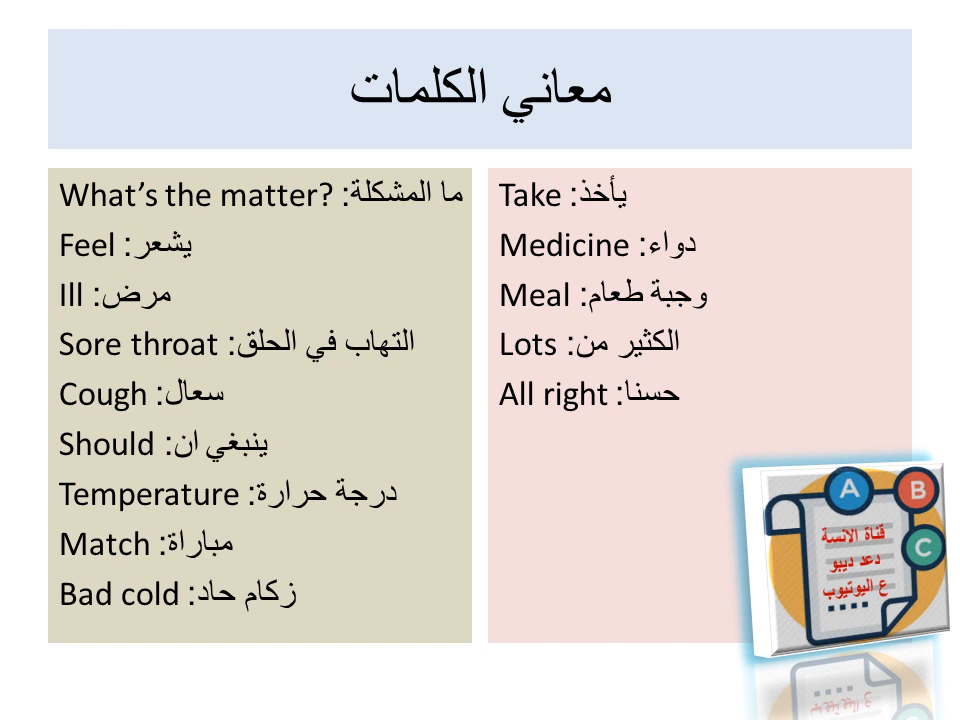 معاني الكلمات
What’s the matter? :ما المشكلة
Feel :يشعر
Ill :مرض
Sore throat :التهاب في الحلق
Cough :سعال
Should :ينبغي ان
Temperature :درجة حرارة
Match :مباراة
Bad cold :زكام حاد
Take :يأخذ
Medicine :دواء
Meal :وجبة طعام
Lots :الكثير من
All right :حسنا
A
B
C
قناة الانسة
دعد ديبو
ع اليوتيوب